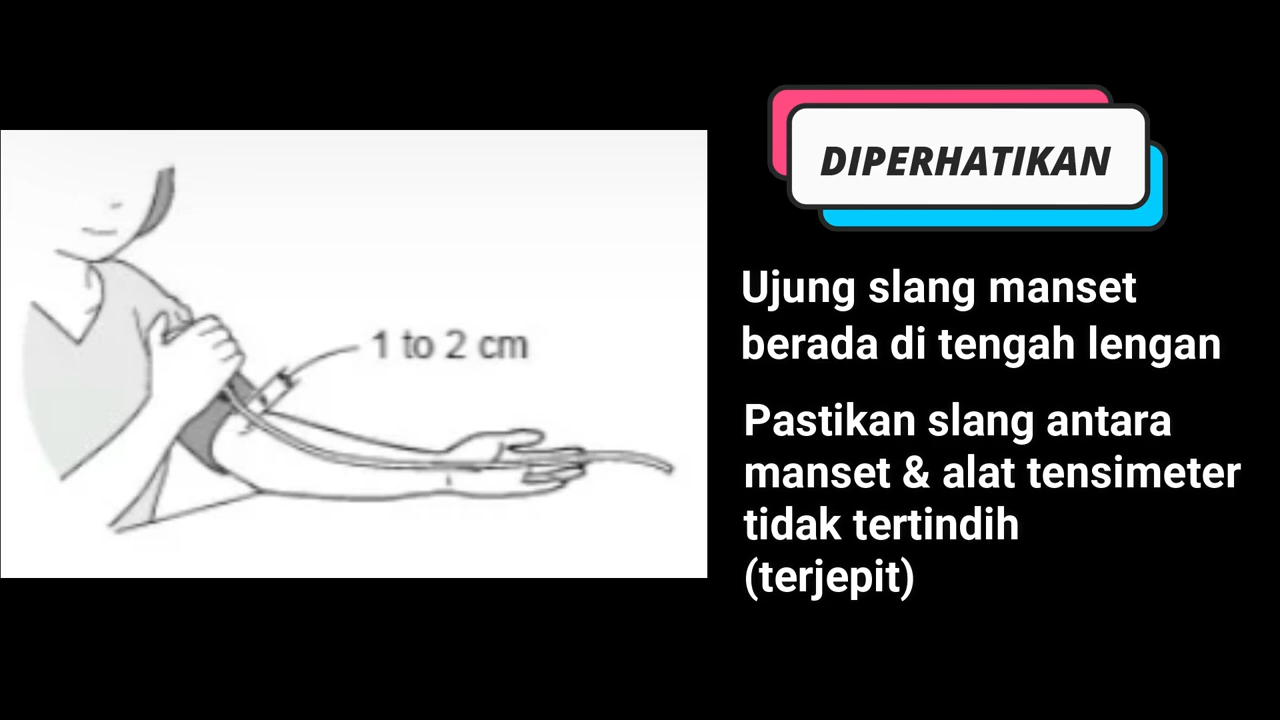 DIPERHATIKAN
1 to 2 cm
Ujung slang manset
berada di tengah lengan
Pastikan slang antara
manset & alat tensimeter
tidak tertindih
(terjepit)